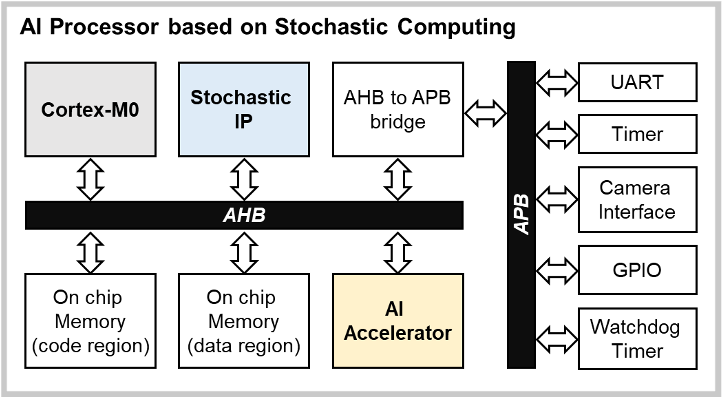 AI Processor based on Stochastic Computing
Cortex-M0
Stochastic
IP
AHB to APB
bridge
AHB
On chip
Memory
(code region)
On chip
Memory
(data region)
AI
Accelerator
APB
UART
Timer
Camera
Interface
GPIO
Watchdog
Timer